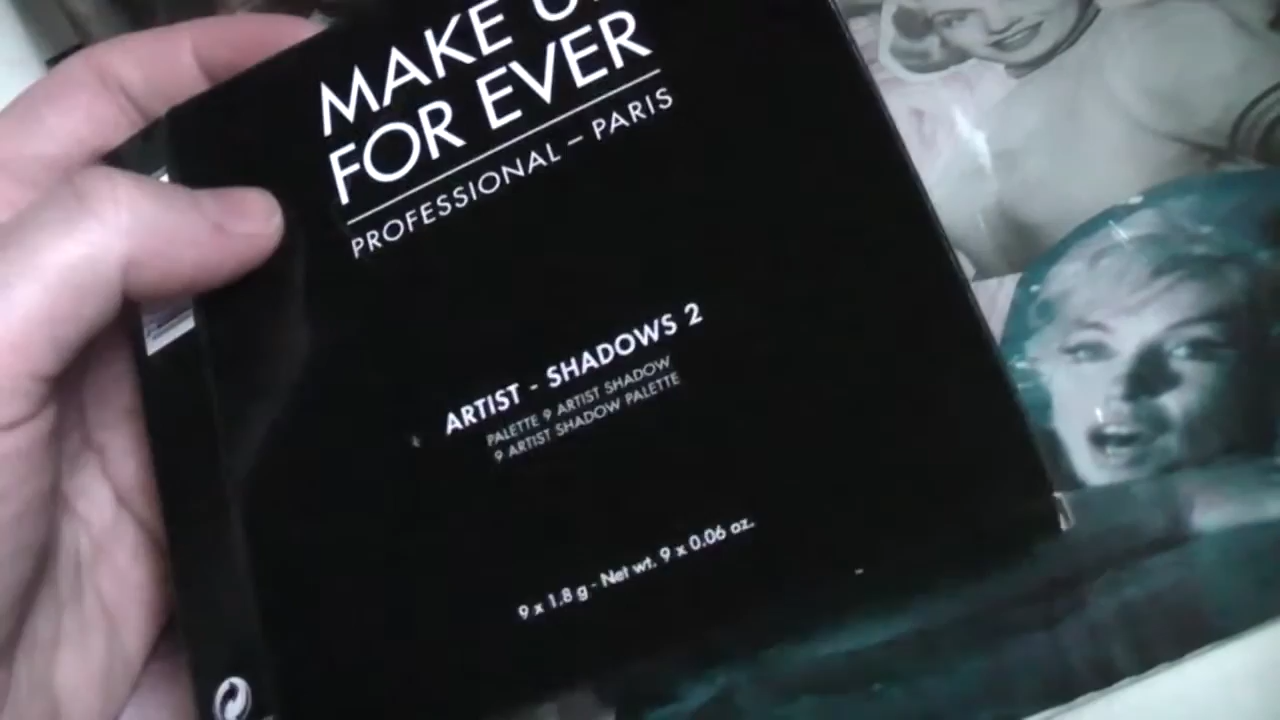 MAKE U
FOR EVER
PROFESSIONAL – PARIS
ARTIST - SHADOWS 2
PALETTE 9 ARTIST SHADOW
9 ARTIST SHADOW PALETTE
9 x 1,8 g - Net wt. 9 x 0.06 oz.